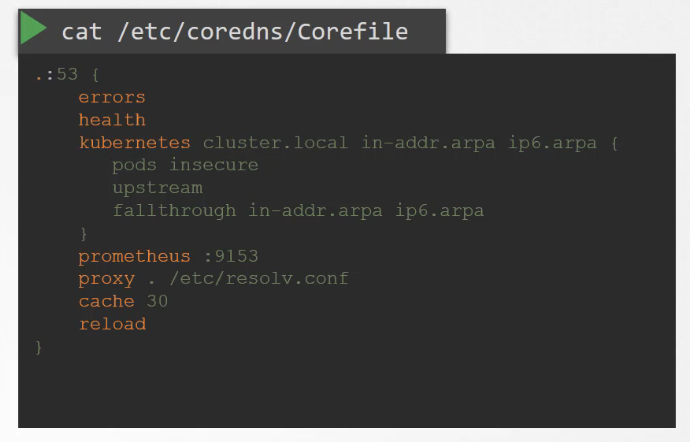 cat /etc/coredns/Corefile
.:53 {
    errors
    health
    kubernetes cluster.local in-addr.arpa ip6.arpa {
       pods insecure
       upstream
       fallthrough in-addr.arpa ip6.arpa
    }
    prometheus :9153
    proxy . /etc/resolv.conf
    cache 30
    reload
}